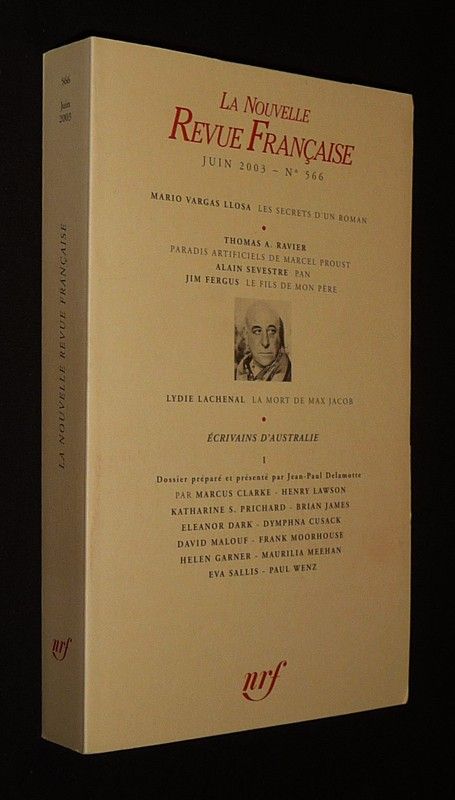 566
Juin
2003
LA NOUVELLE REVUE FRANÇAISE
nrf
LA NOUVELLE
REVUE FRANÇAISE
JUIN 2003 – N° 566
MARIO VARGAS LLOSA LES SECRETS D'UN ROMAN
•
THOMAS A. RAVIER
PARADIS ARTIFICIELS DE MARCEL PROUST
ALAIN SEVESTRE PAN
JIM FERGUS LE FILS DE MON PÈRE
LYDIE LACHENAL LA MORT DE MAX JACOB
•
ÉCRIVAINS D'AUSTRALIE
I
Dossier préparé et présenté par Jean-Paul Delamotte
PAR MARCUS CLARKE - HENRY LAWSON
KATHARINE S. PRICHARD - BRIAN JAMES
ELEANOR DARK - DYMPHNA CUSACK
DAVID MALOUF - FRANK MOORHOUSE
HELEN GARNER - MAURILIA MEEHAN
EVA SALLIS - PAUL WENZ
nrf